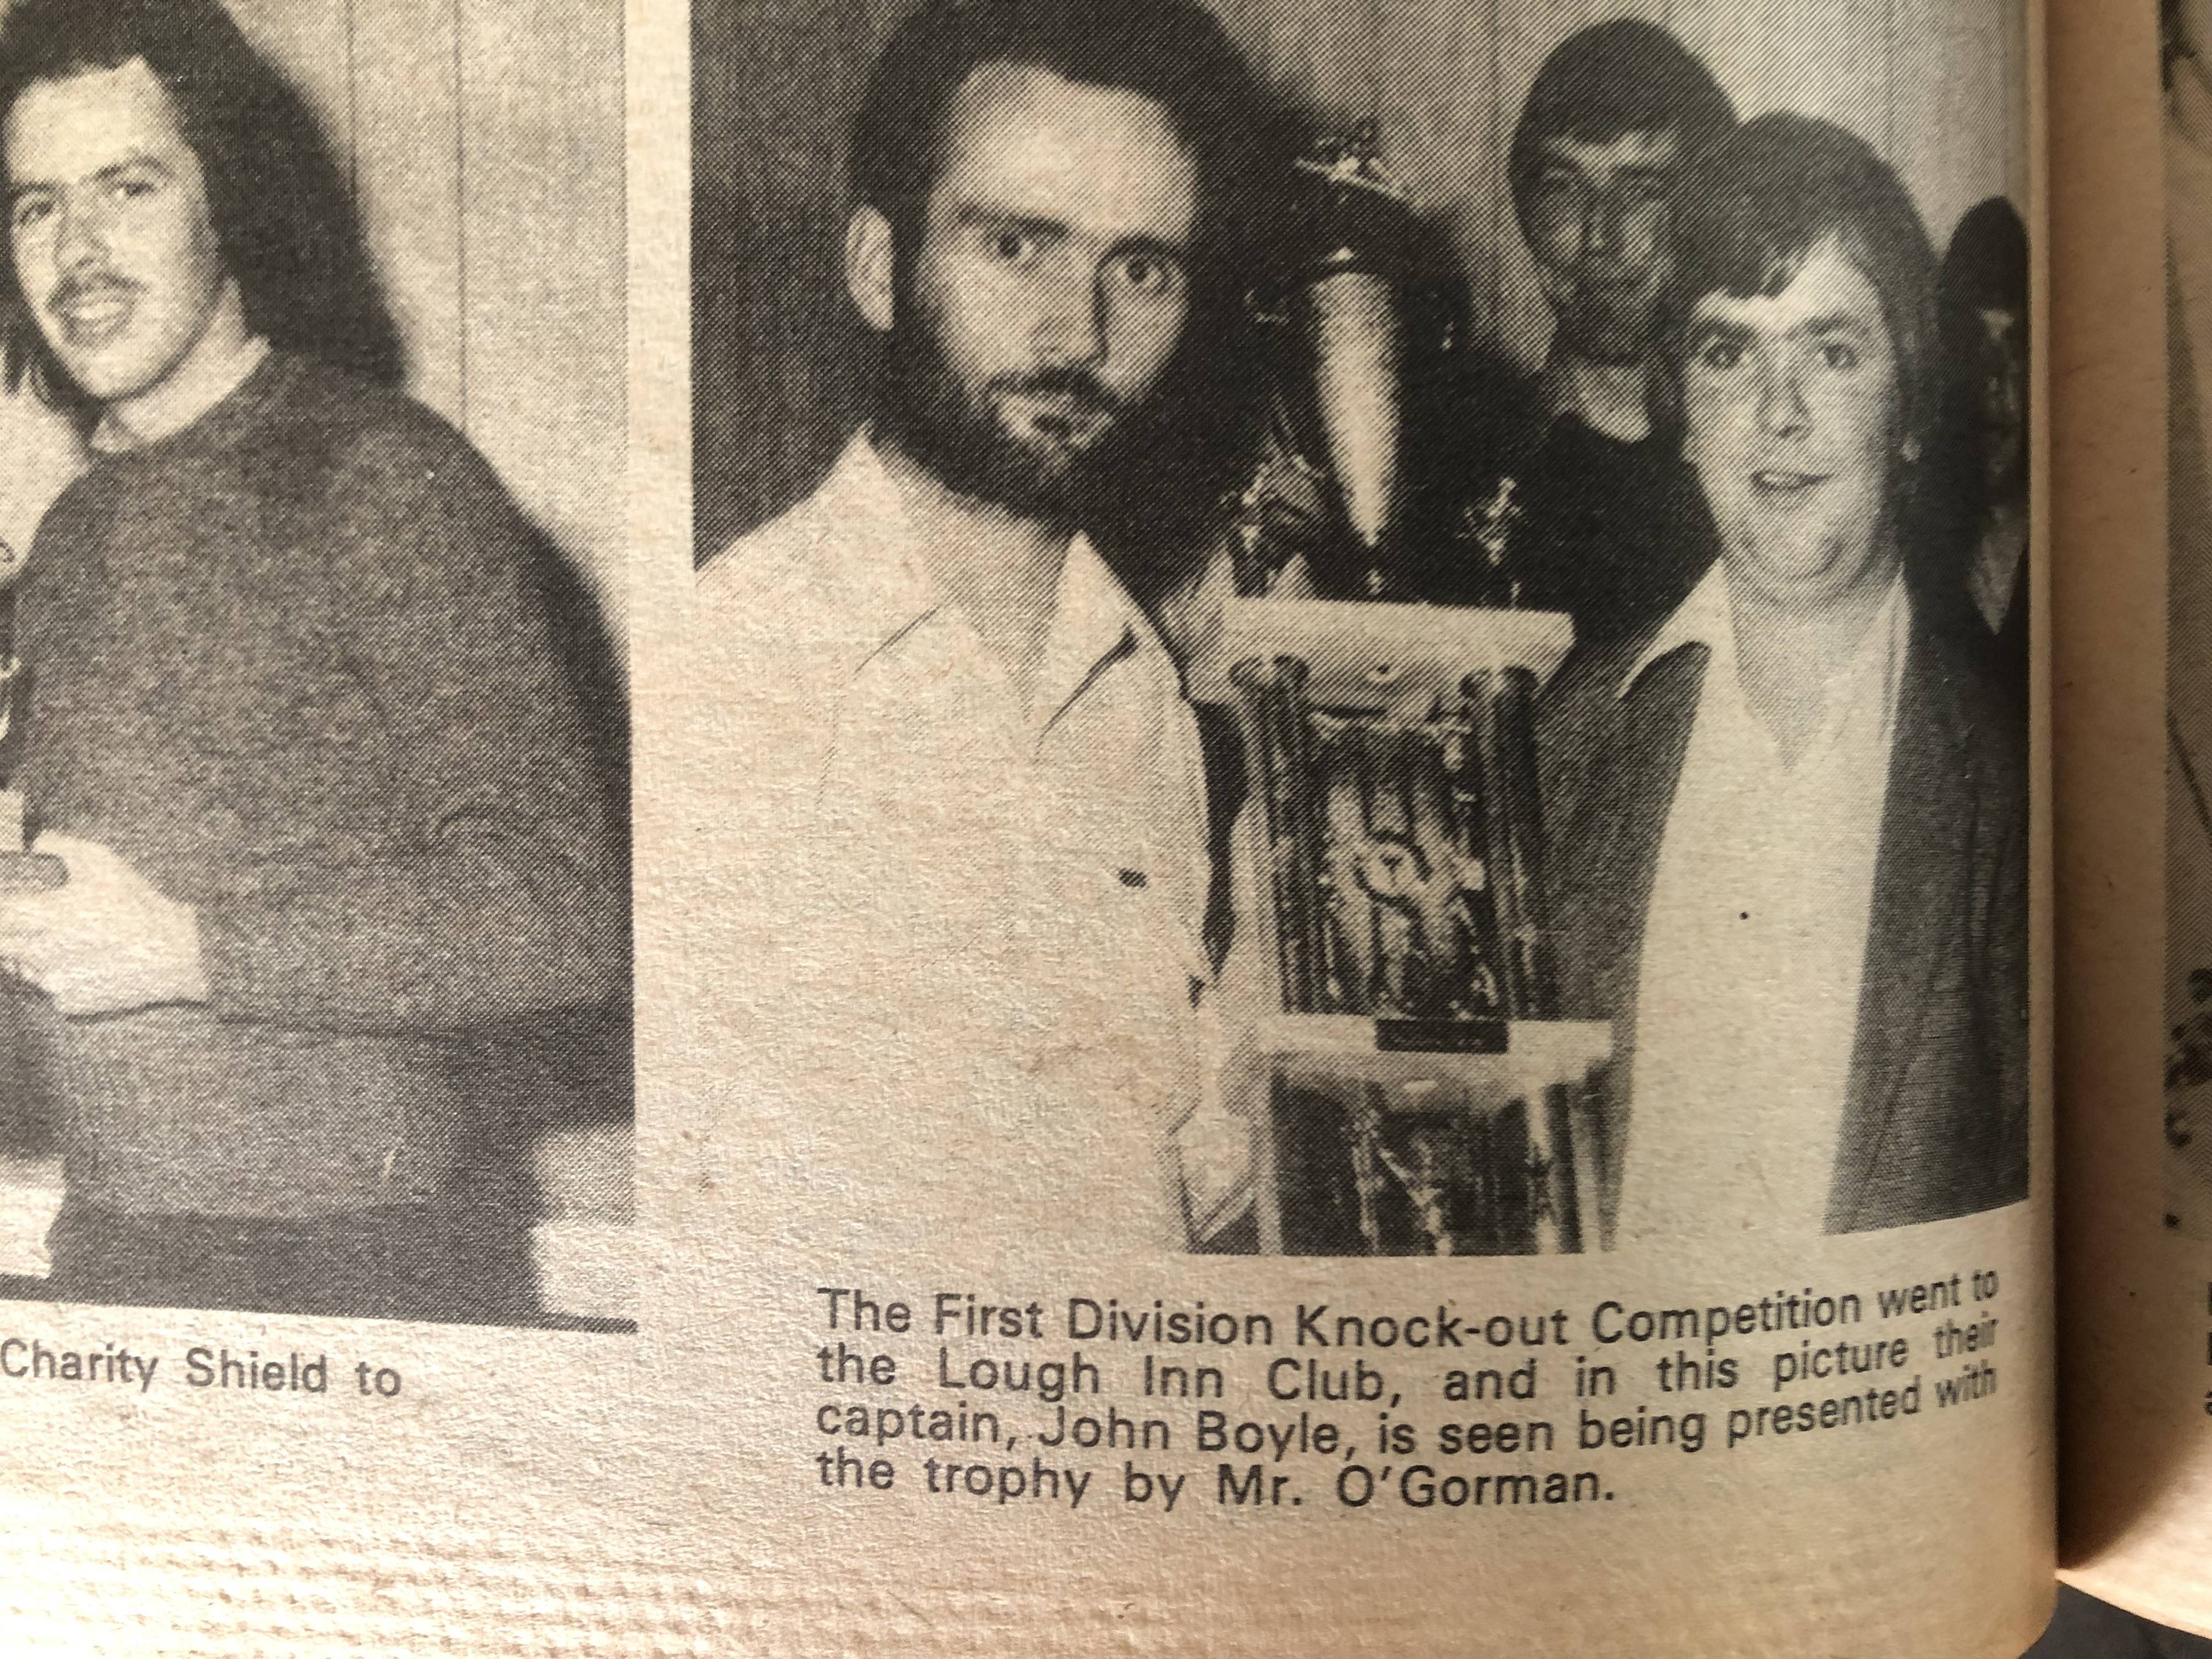 Charity Shield to
The First Division Knock-out Competition went to
the Lough Inn Club, and in this picture their
captain, John Boyle, is seen being presented with
the trophy by Mr. O'Gorman.